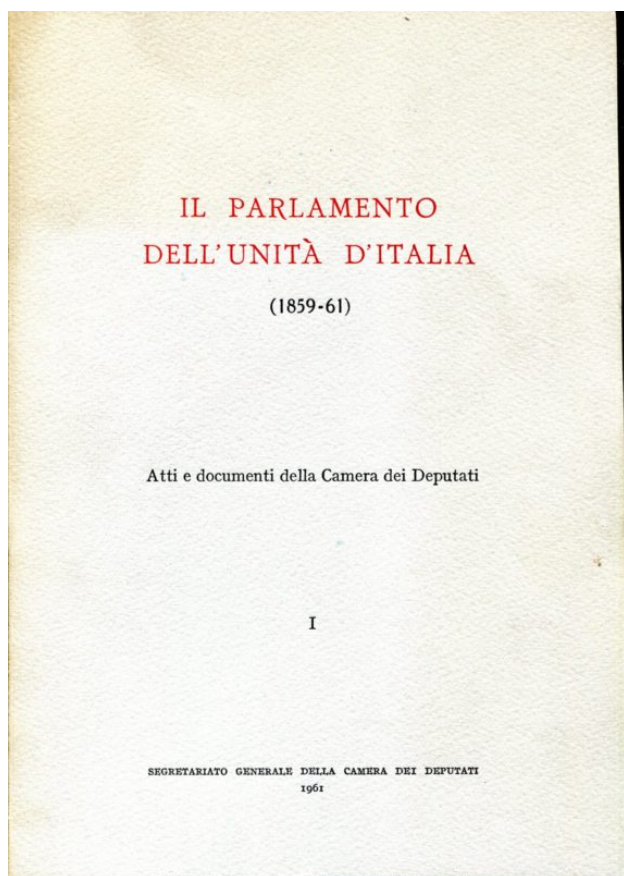 IL PARLAMENTO
DELL'UNITÀ D'ITALIA
(1859-61)
Atti e documenti della Camera dei Deputati
I
SEGRETARIATO GENERALE DELLA CAMERA DEI DEPUTATI
1961